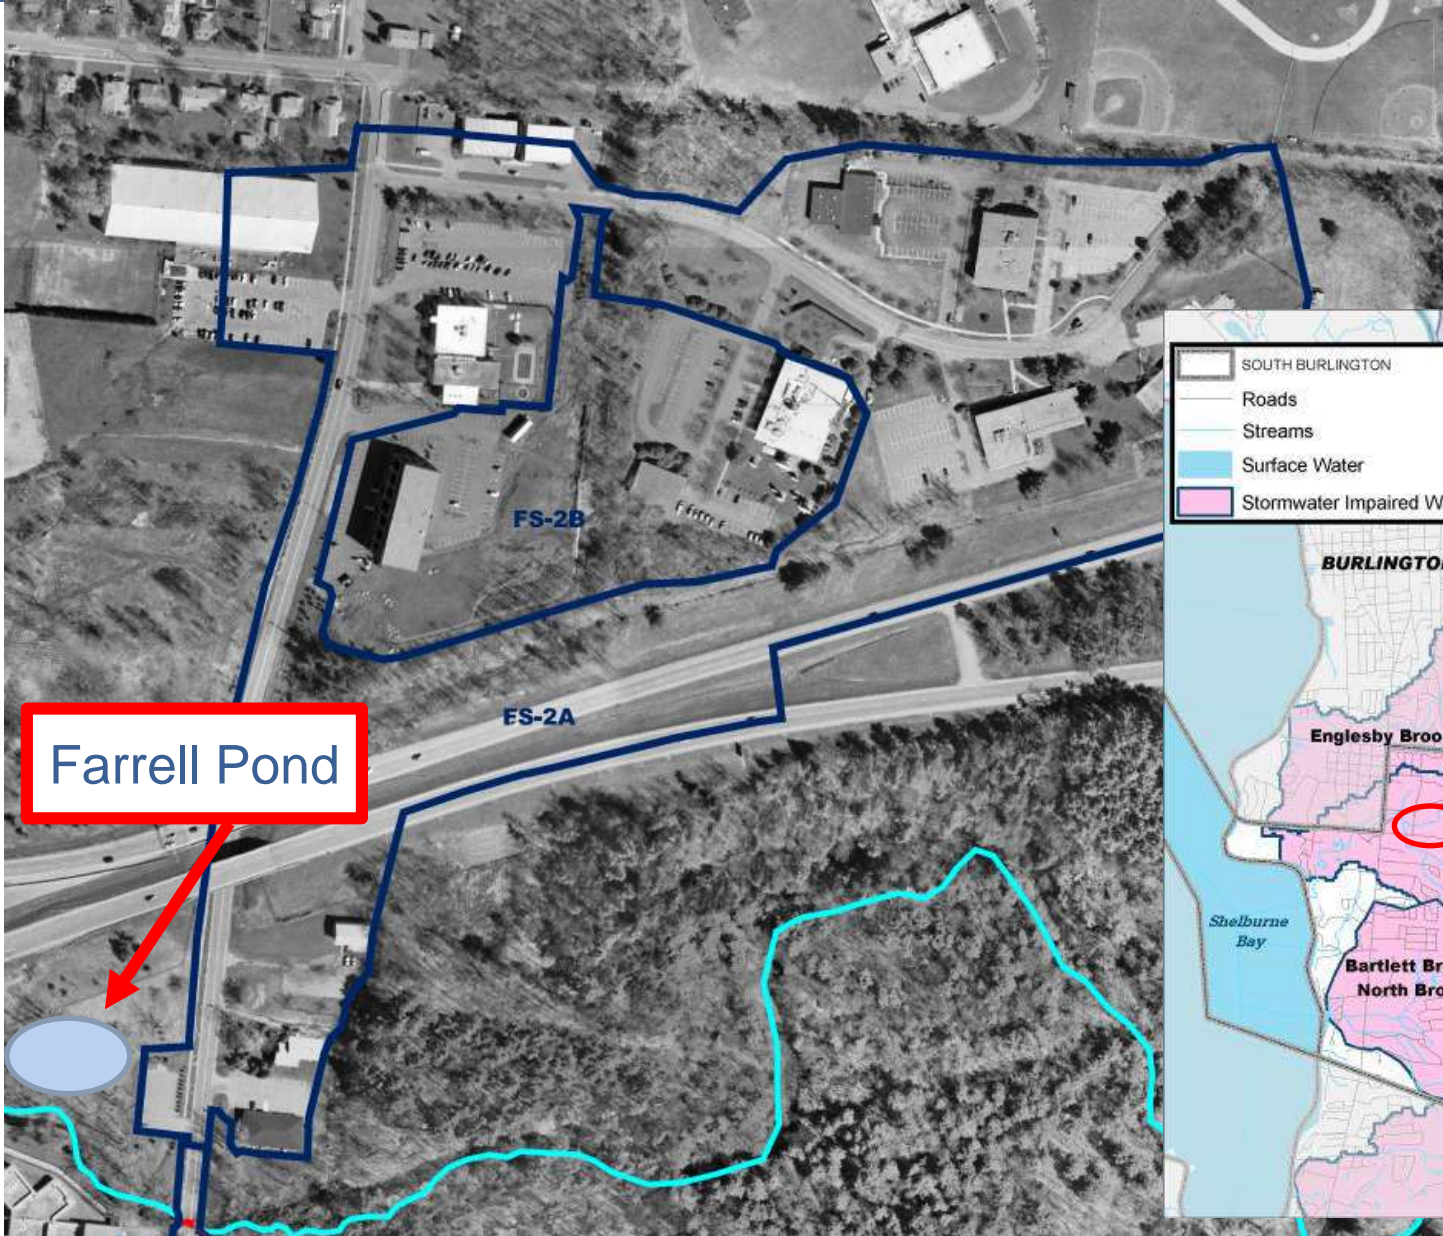 SOUTH BURLINGTON
Roads
Streams
Surface Water
Stormwater Impaired W
FS-2B
BURLINGTO
FS-2A
Farrell Pond
Englesby Broo
Shelburne
Bay
Bartlett Br
North Bro